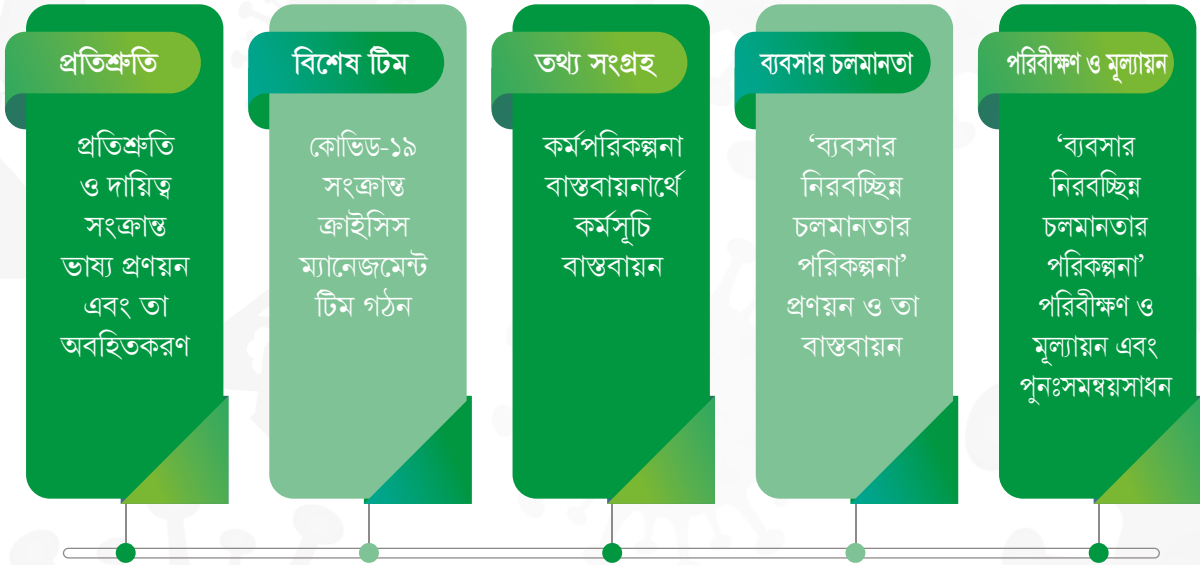 প্রতিশ্রুতি
প্রতিশ্রুতি
ও দায়িত্ব
সংক্রান্ত
ভাষ্য প্রণয়ন
এবং তা
অবহিতকরণ
বিশেষ টিম
কোভিড-১৯
সংক্রান্ত
ক্রাইসিস
ম্যানেজমেন্ট
টিম গঠন
তথ্য সংগ্রহ
কর্মপরিকল্পনা
বাস্তবায়নার্থে
কর্মসূচি
বাস্তবায়ন
ব্যবসার চলমানতা
‘ব্যবসার
নিরবচ্ছিন্ন
চলমানতার
পরিকল্পনা’
প্রণয়ন ও তা
বাস্তবায়ন
পরিবীক্ষণ ও মূল্যায়ন
‘ব্যবসার
নিরবচ্ছিন্ন
চলমানতার
পরিকল্পনা’
পরিবীক্ষণ ও
মূল্যায়ন এবং
পুনঃসমন্বয়সাধন